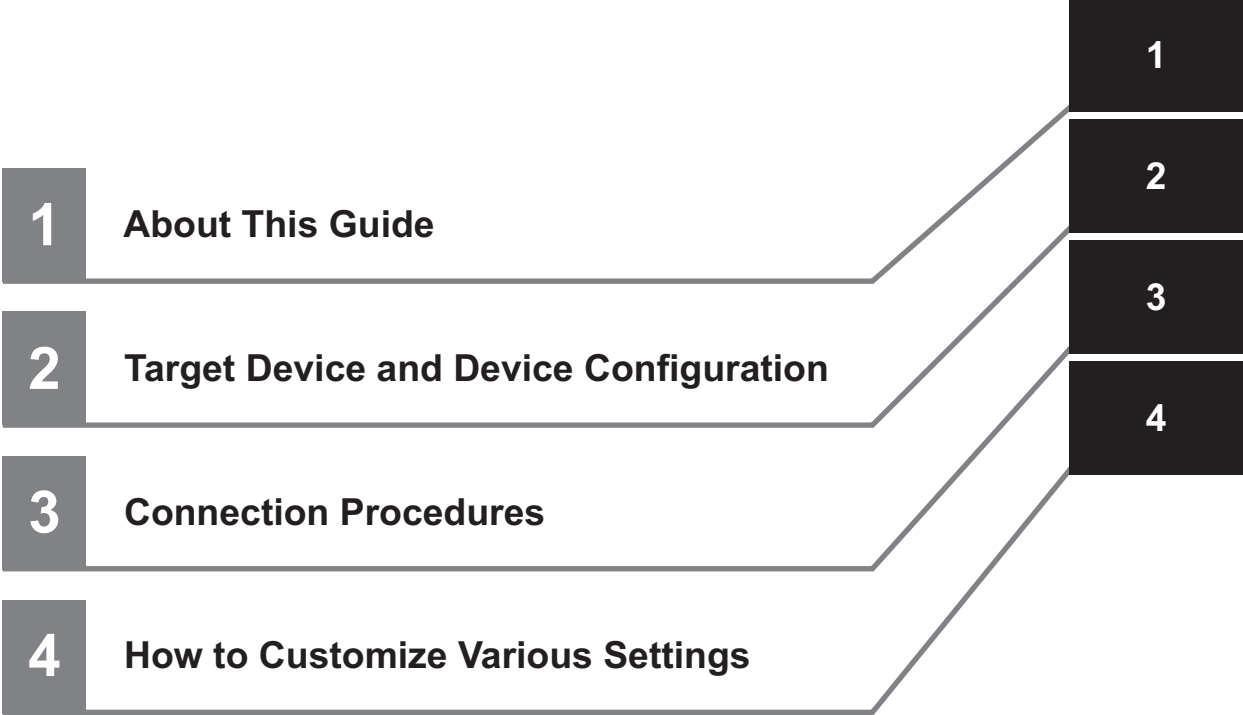 1
2
3
4
1 About This Guide
2 Target Device and Device Configuration
3 Connection Procedures
4 How to Customize Various Settings